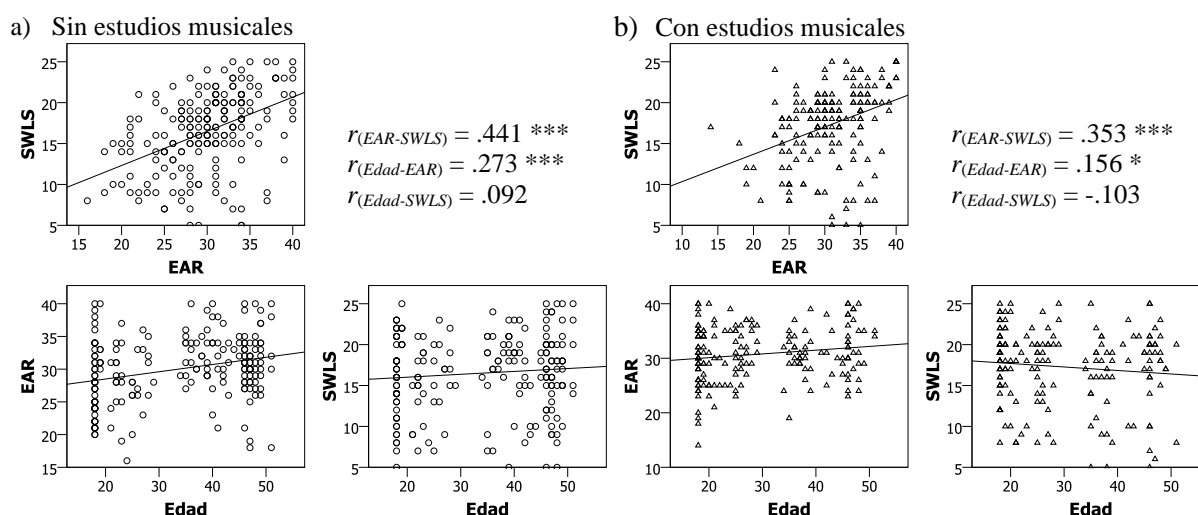 a) Sin estudios musicales
25
20
15
10
5
SWLS
15 20 25 30 35 40
EAR
r(EAR-SWLS) = .441 ***
r(Edad-EAR) = .273 ***
r(Edad-SWLS) = .092
40
35
30
25
20
15
EAR
20 30 40 50
Edad
25
20
15
10
5
SWLS
20 30 40 50
Edad
b) Con estudios musicales
25
20
15
10
5
SWLS
10 15 20 25 30 35 40
EAR
r(EAR-SWLS) = .353 ***
r(Edad-EAR) = .156 *
r(Edad-SWLS) = -.103
40
30
20
10
EAR
20 30 40 50
Edad
25
20
15
10
5
SWLS
20 30 40 50
Edad